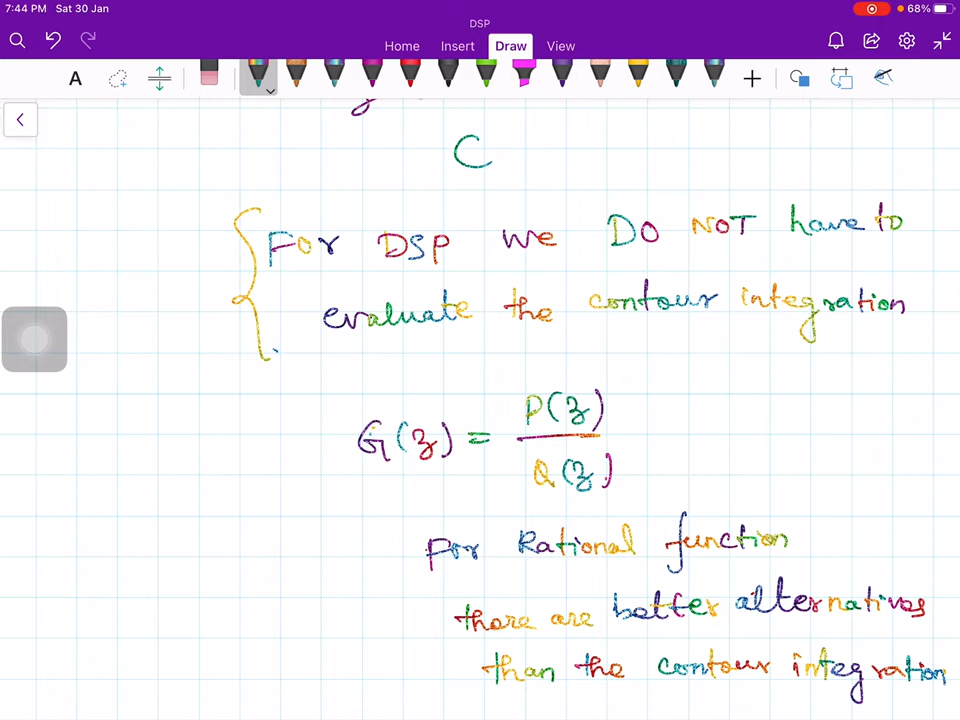 7:44 PM Sat 30 Jan
68%
DSP
Home Insert Draw View
A
C
For DSP we DO NOT have to
evaluate the contour integration
G(z) = P(z)
Q(z)
For Rational function
there are better alternatives
than the contour integration